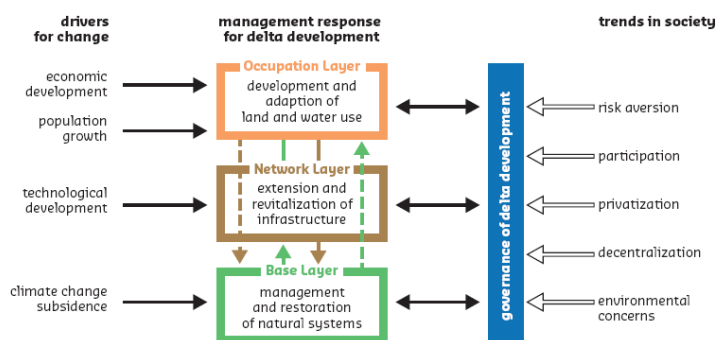 drivers
for change
management response
for delta development
trends in society
economic
development
population
growth
technological
development
climate change
subsidence
Occupation Layer
development and
adaption of
land and water use
Network Layer
extension and
revitalization of
infrastructure
Base Layer
management
and restoration
of natural systems
governance of delta development
risk aversion
participation
privatization
decentralization
environmental
concerns